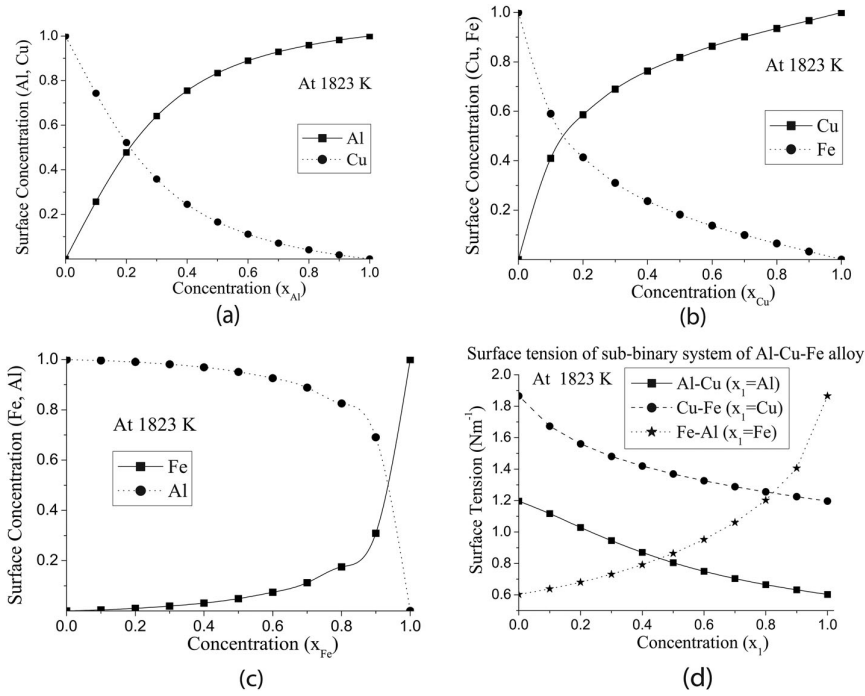 Surface Concentration (Al, Cu)
1.0
0.8
0.6
0.4
0.2
At 1823 K
Al
Cu
0.0 0.2 0.4 0.6 0.8 1.0
Concentration (x_Al)
(a)
Surface Concentration (Cu, Fe)
1.0
0.8
0.6
0.4
0.2
At 1823 K
Cu
Fe
0.0 0.2 0.4 0.6 0.8 1.0
Concentration (x_Cu)
(b)
Surface Concentration (Fe, Al)
1.0
0.8
0.6
0.4
0.2
At 1823 K
Fe
Al
0.0 0.2 0.4 0.6 0.8 1.0
Concentration (x_Fe)
(c)
Surface tension of sub-binary system of Al-Cu-Fe alloy
Surface Tension (Nm⁻¹)
2.0
1.8
1.6
1.4
1.2
1.0
0.8
0.6
At 1823 K
Al-Cu (x₁=Al)
Cu-Fe (x₁=Cu)
Fe-Al (x₁=Fe)
0.0 0.2 0.4 0.6 0.8 1.0
Concentration (x₁)
(d)